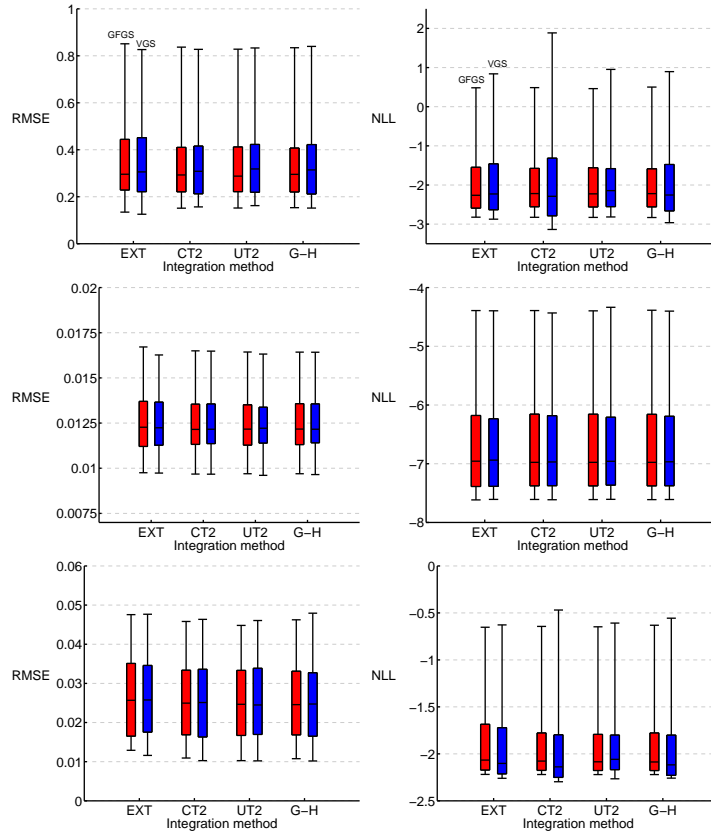 1
0.8
0.6
0.4
0.2
0
RMSE
GFGS
VGS
EXT
CT2
UT2
G−H
Integration method
2
1
0
−1
−2
−3
NLL
GFGS
VGS
EXT
CT2
UT2
G−H
Integration method
0.02
0.0175
0.015
0.0125
0.01
0.0075
RMSE
EXT
CT2
UT2
G−H
Integration method
−4
−5
−6
−7
−8
NLL
EXT
CT2
UT2
G−H
Integration method
0.06
0.05
0.04
0.03
0.02
0.01
0
RMSE
EXT
CT2
UT2
G−H
Integration method
0
−0.5
−1
−1.5
−2
−2.5
NLL
EXT
CT2
UT2
G−H
Integration method